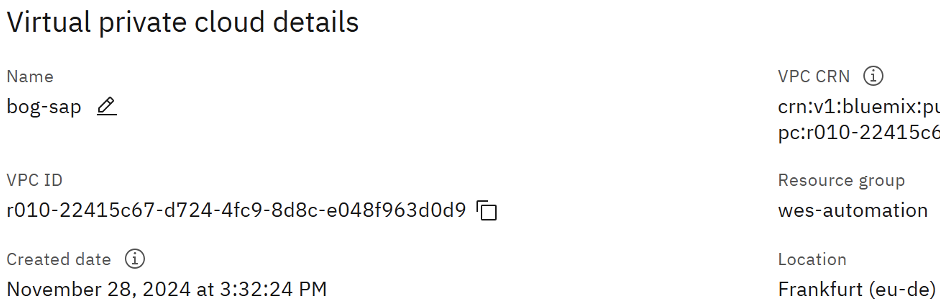 Virtual private cloud details
Name
bog-sap
VPC CRN
crn:v1:bluemix:pu
pc:r010-22415c6
VPC ID
r010-22415c67-d724-4fc9-8d8c-e048f963d0d9
Resource group
wes-automation
Created date
November 28, 2024 at 3:32:24 PM
Location
Frankfurt (eu-de)